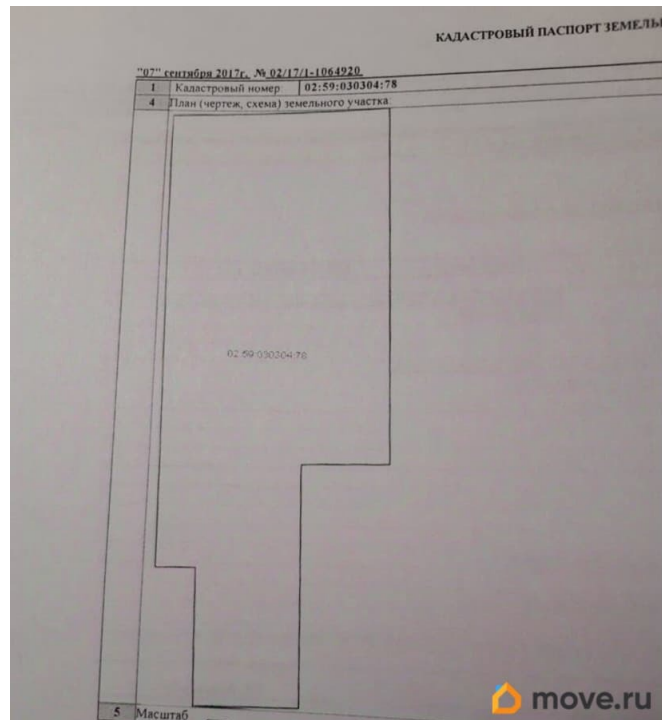 КАДАСТРОВЫЙ ПАСПОРТ ЗЕМЕЛЬ
"07" сентября 2017г. № 02/17/1-1064920
1 Кадастровый номер 02:59:030304:78
4 План (чертеж, схема) земельного участка
02:59:030304:78
5 Масштаб
move.ru